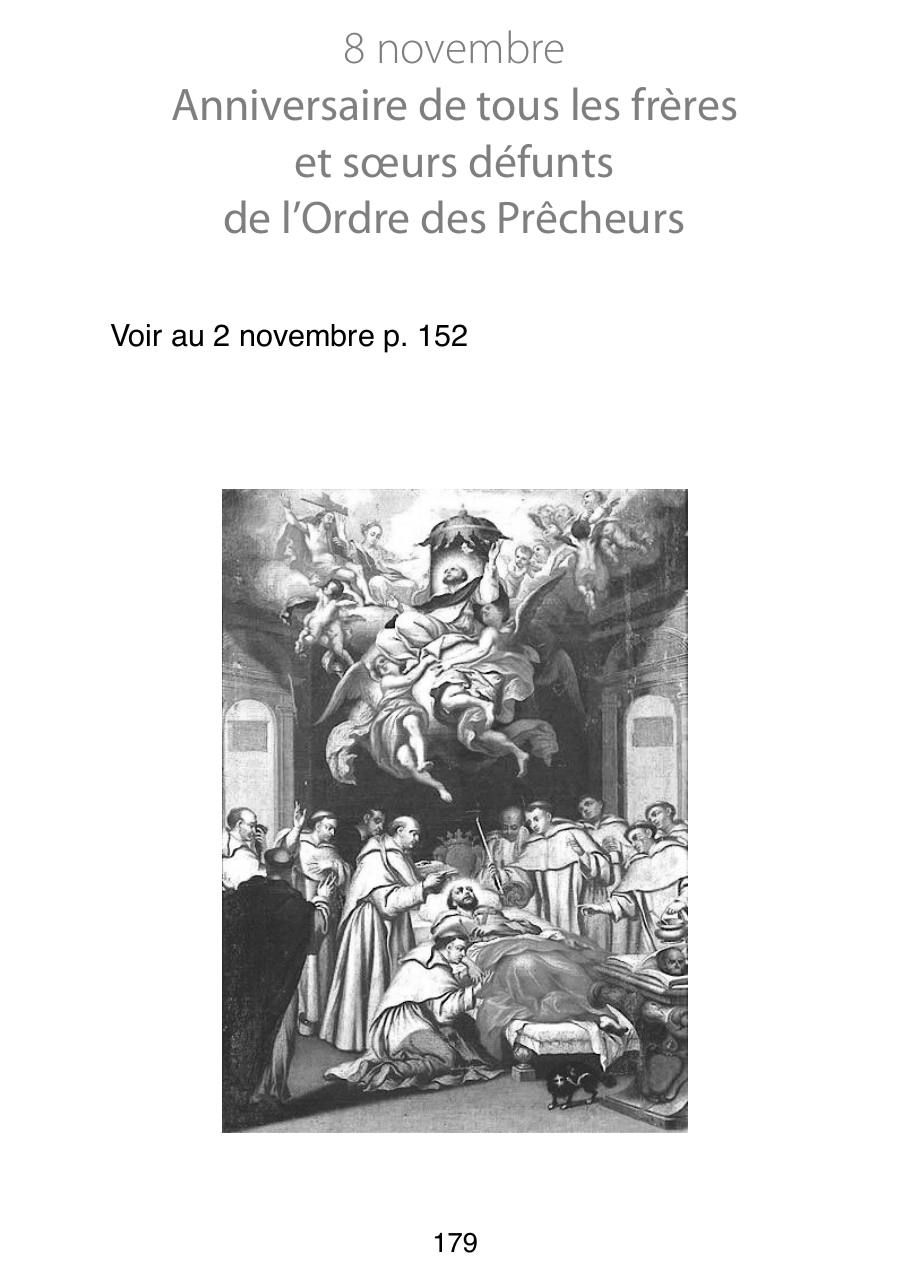 8 novembre
Anniversaire de tous les frères
et sœurs défunts
de l’Ordre des Prêcheurs
Voir au 2 novembre p. 152
179